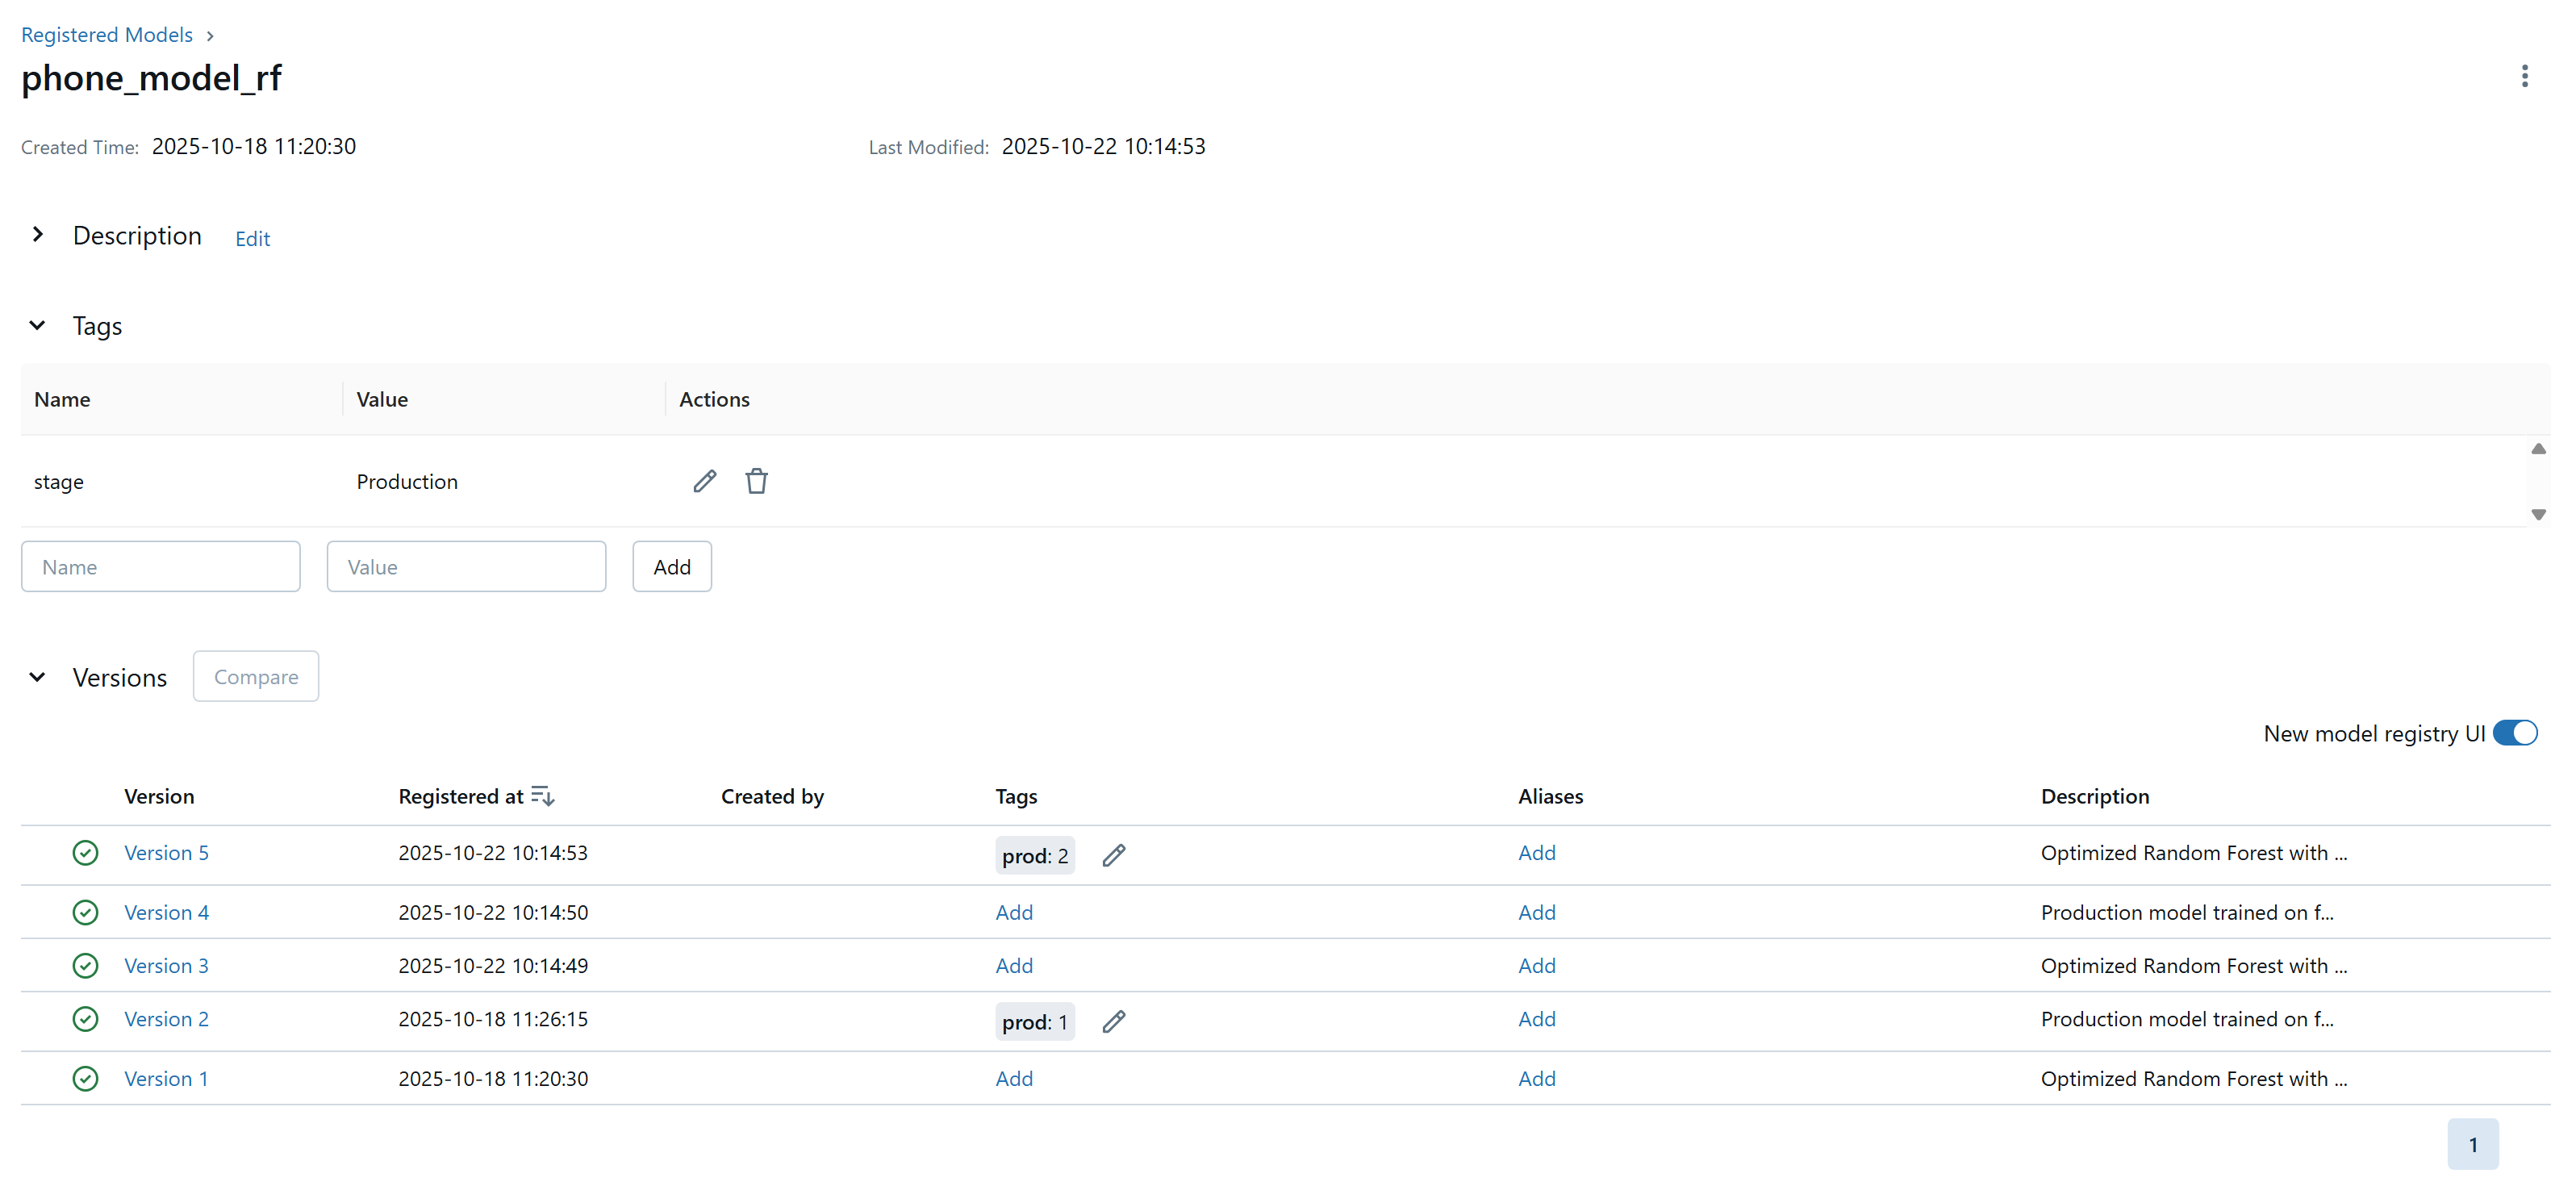 Registered Models
phone_model_rf
Created Time: 2025-10-18 11:20:30 Last Modified: 2025-10-22 10:14:53
Description Edit
Tags
Name Value Actions
stage Production
Name Value Add
Versions Compare
New model registry UI
Version Registered at Created by Tags Aliases Description
Version 5 2025-10-22 10:14:53 prod: 2 Add Optimized Random Forest with ...
Version 4 2025-10-22 10:14:50 Add Add Production model trained on f...
Version 3 2025-10-22 10:14:49 Add Add Optimized Random Forest with ...
Version 2 2025-10-18 11:26:15 prod: 1 Add Production model trained on f...
Version 1 2025-10-18 11:20:30 Add Add Optimized Random Forest with ...
1